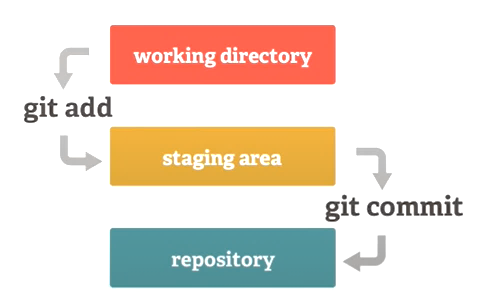 working directory
git add
staging area
git commit
repository